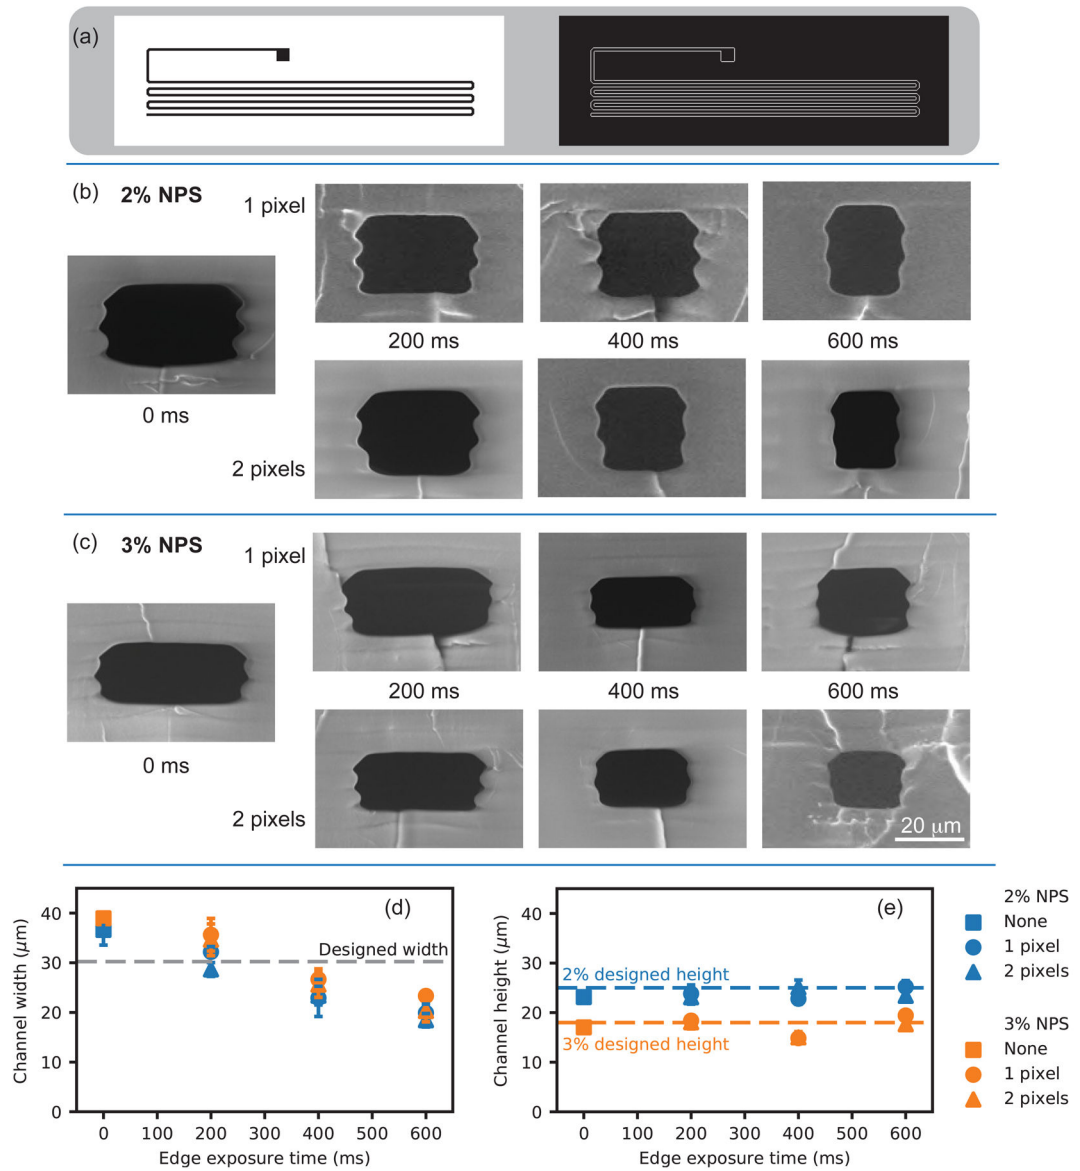 (a)
(b) 2% NPS
1 pixel
200 ms 400 ms 600 ms
0 ms
2 pixels
(c) 3% NPS
1 pixel
200 ms 400 ms 600 ms
0 ms
2 pixels
20 μm
(d)
Designed width
Channel width (μm)
40
30
20
10
0
0 100 200 300 400 500 600
Edge exposure time (ms)
(e)
2% designed height
3% designed height
Channel height (μm)
40
30
20
10
0
0 100 200 300 400 500 600
Edge exposure time (ms)
2% NPS
None
1 pixel
2 pixels
3% NPS
None
1 pixel
2 pixels